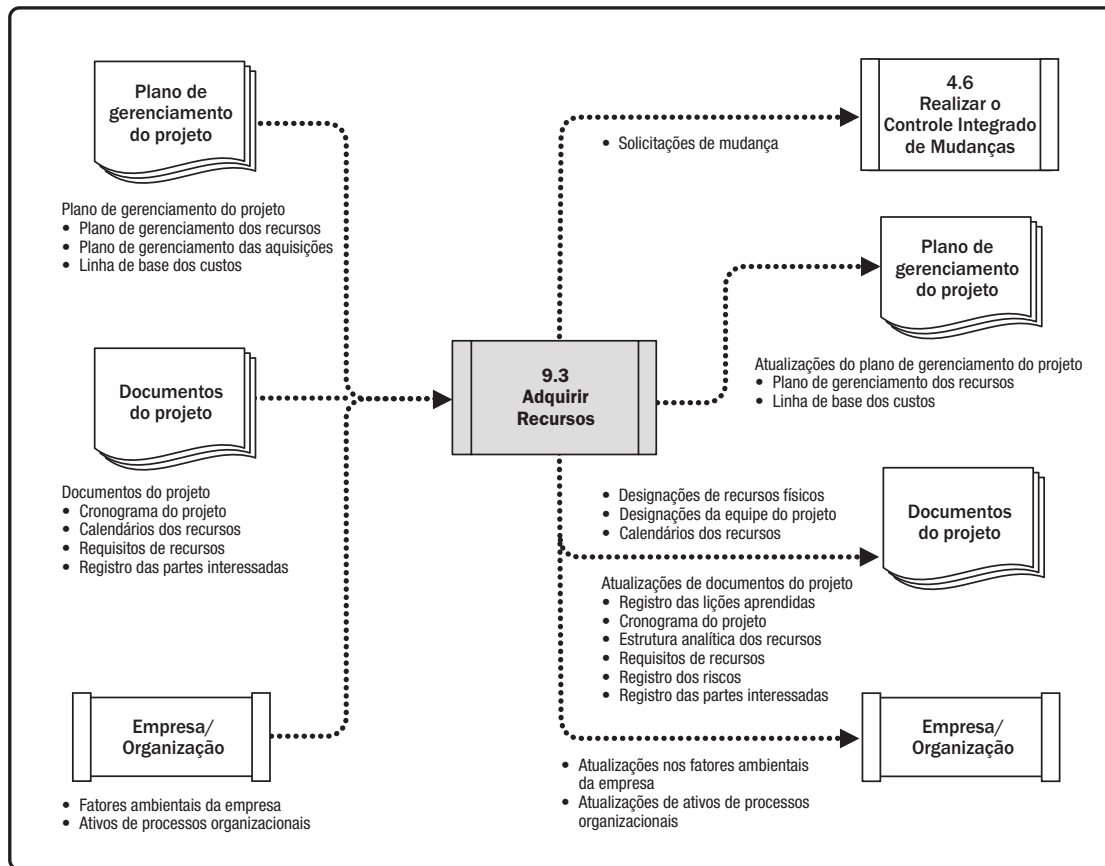 Plano de
gerenciamento
do projeto
Plano de gerenciamento do projeto
• Plano de gerenciamento dos recursos
• Plano de gerenciamento das aquisições
• Linha de base dos custos
Documentos
do projeto
Documentos do projeto
• Cronograma do projeto
• Calendários dos recursos
• Requisitos de recursos
• Registro das partes interessadas
Empresa/
Organização
• Fatores ambientais da empresa
• Ativos de processos organizacionais
9.3
Adquirir
Recursos
• Solicitações de mudança
4.6
Realizar o
Controle Integrado
de Mudanças
Plano de
gerenciamento
do projeto
Atualizações do plano de gerenciamento do projeto
• Plano de gerenciamento dos recursos
• Linha de base dos custos
• Designações de recursos físicos
• Designações da equipe do projeto
• Calendários dos recursos
Documentos
do projeto
Atualizações de documentos do projeto
• Registro das lições aprendidas
• Cronograma do projeto
• Estrutura analítica dos recursos
• Requisitos de recursos
• Registro dos riscos
• Registro das partes interessadas
Empresa/
Organização
• Atualizações nos fatores ambientais
da empresa
• Atualizações de ativos de processos
organizacionais